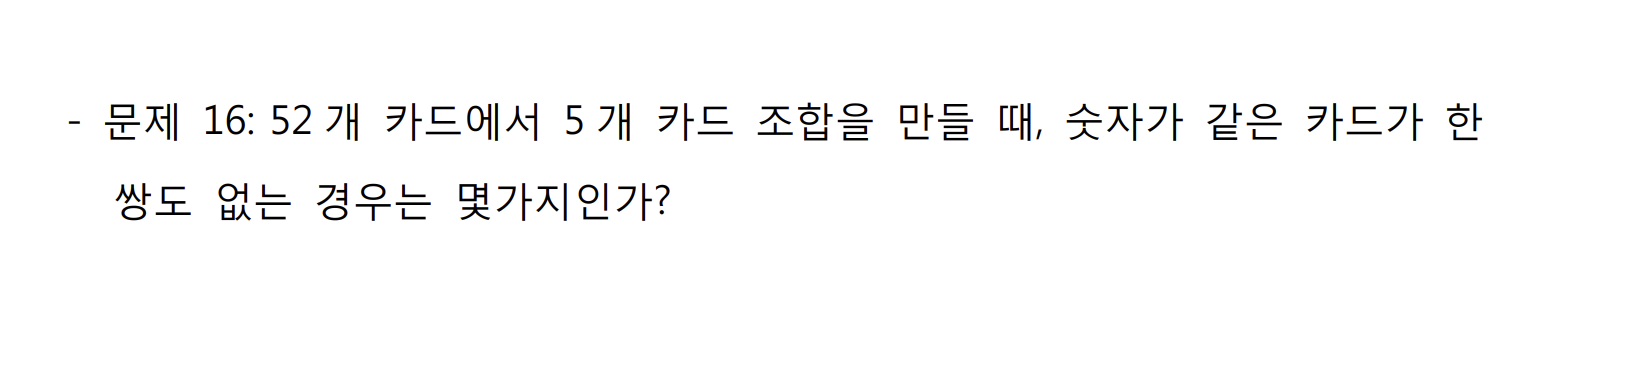 - 문제 16: 52개 카드에서 5개 카드 조합을 만들 때, 숫자가 같은 카드가 한
쌍도 없는 경우는 몇가지인가?